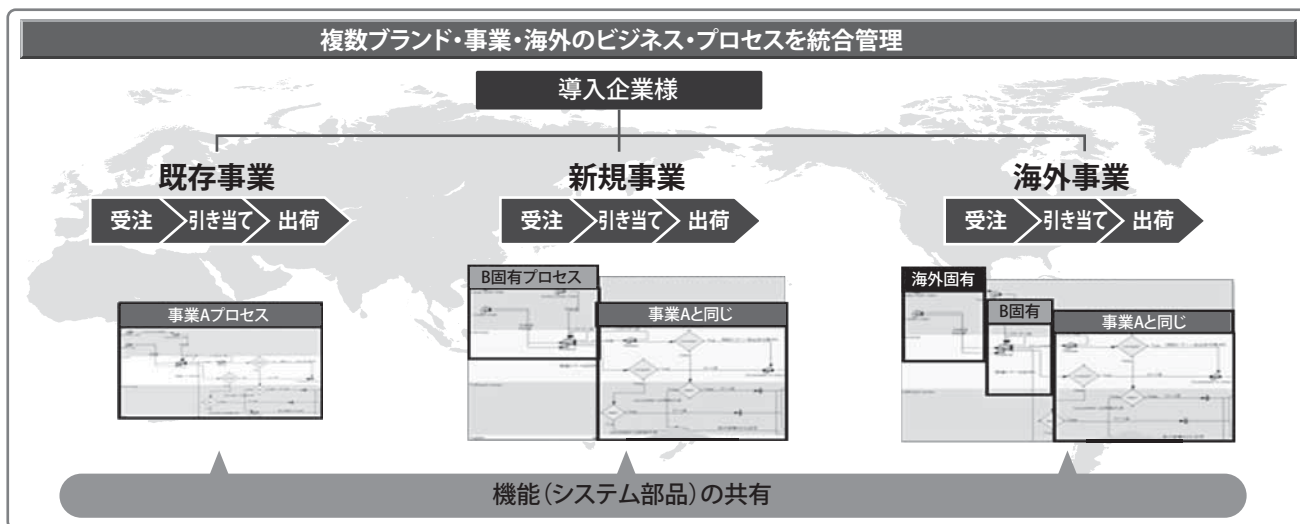 複数ブランド・事業・海外のビジネス・プロセスを統合管理
導入企業様
既存事業
受注 引き当て 出荷
事業Aプロセス
新規事業
受注 引き当て 出荷
B固有プロセス
事業Aと同じ
海外事業
受注 引き当て 出荷
海外固有
B固有
事業Aと同じ
機能(システム部品)の共有